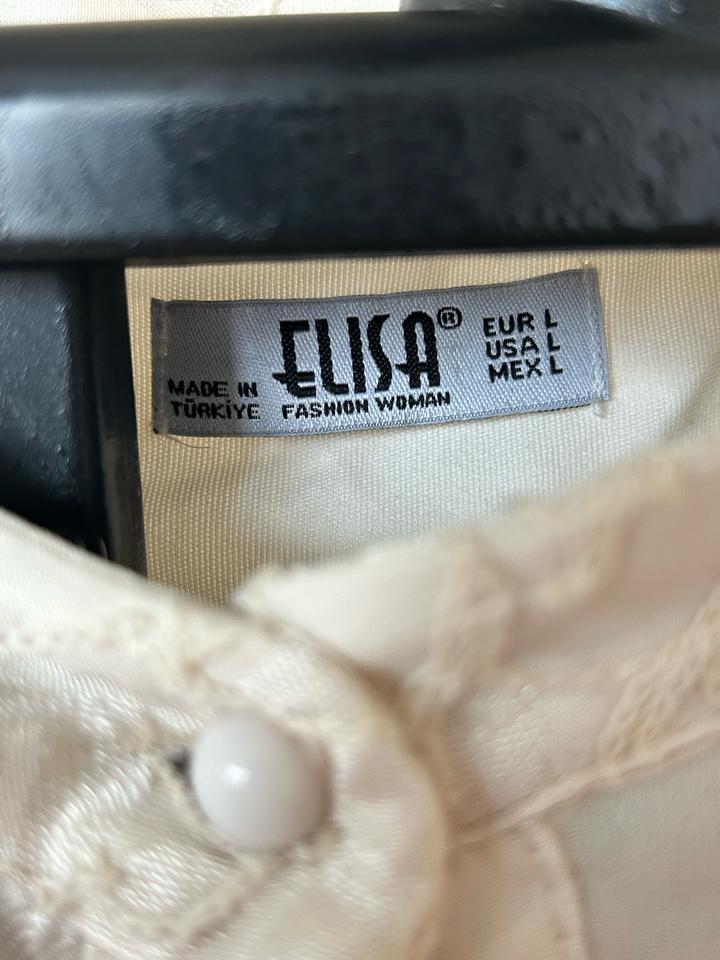 ELISA®
MADE IN
TÜRKİYE
FASHION WOMAN
EUR L
USA L
MEX L